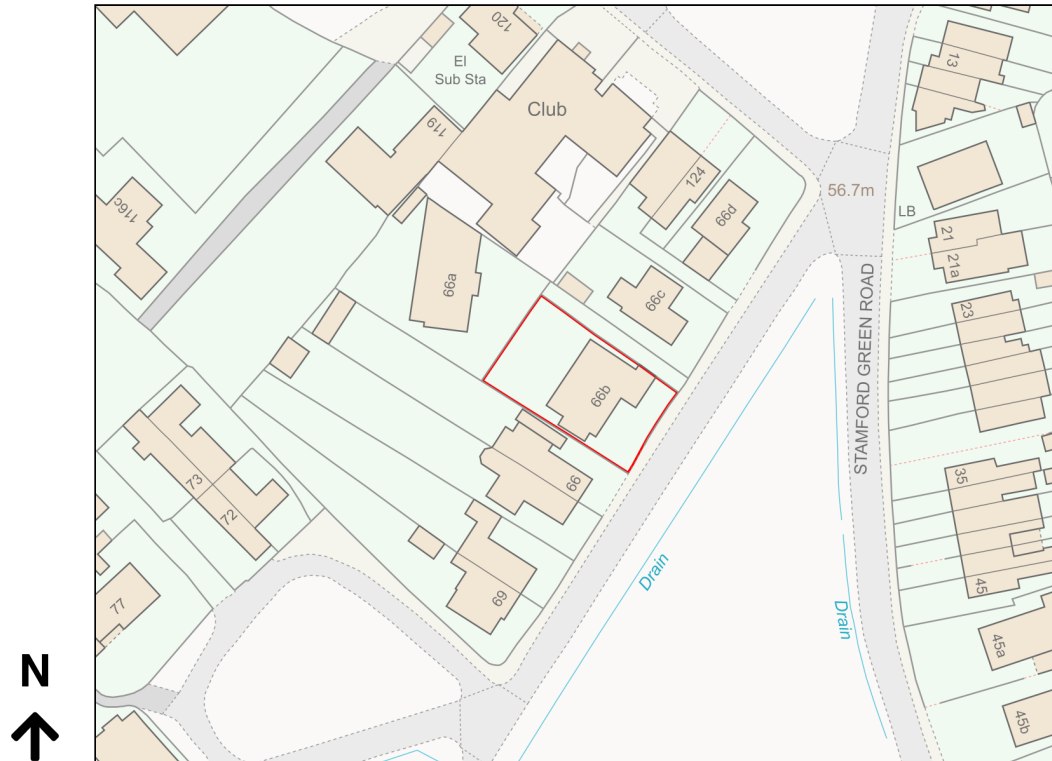 120
El
Sub Sta
Club
13
119
124
56.7m
116c
66d
LB
21
21a
66a
66c
23
STAMFORD GREEN ROAD
66b
35
73
66
72
Drain
45
69
77
Drain
45a
N
45b